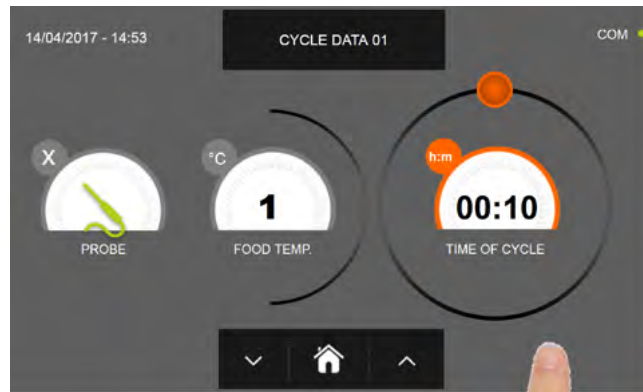 14/04/2017 - 14:53
CYCLE DATA 01
COM
X
°C
h:m
1
00:10
PROBE
FOOD TEMP.
TIME OF CYCLE